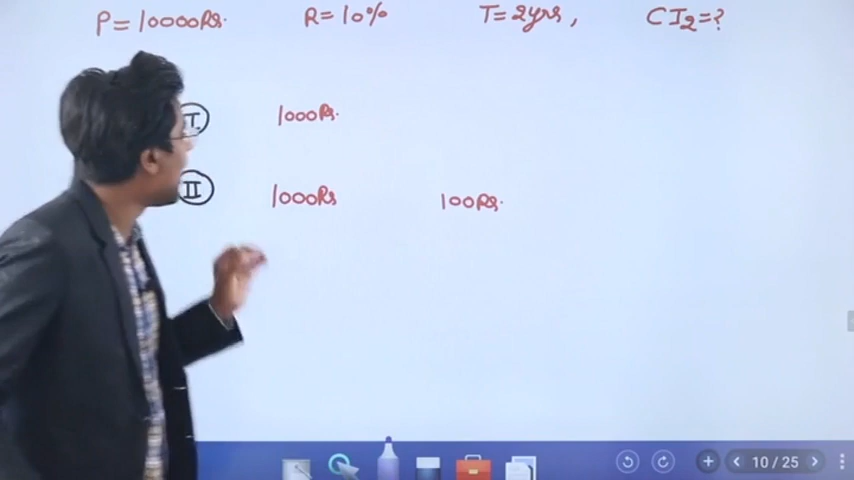 P = 10000Rs. R = 10% T = 2yrs, CI₂ = ?
I 1000Rs.
II 1000Rs 100Rs.
10 / 25